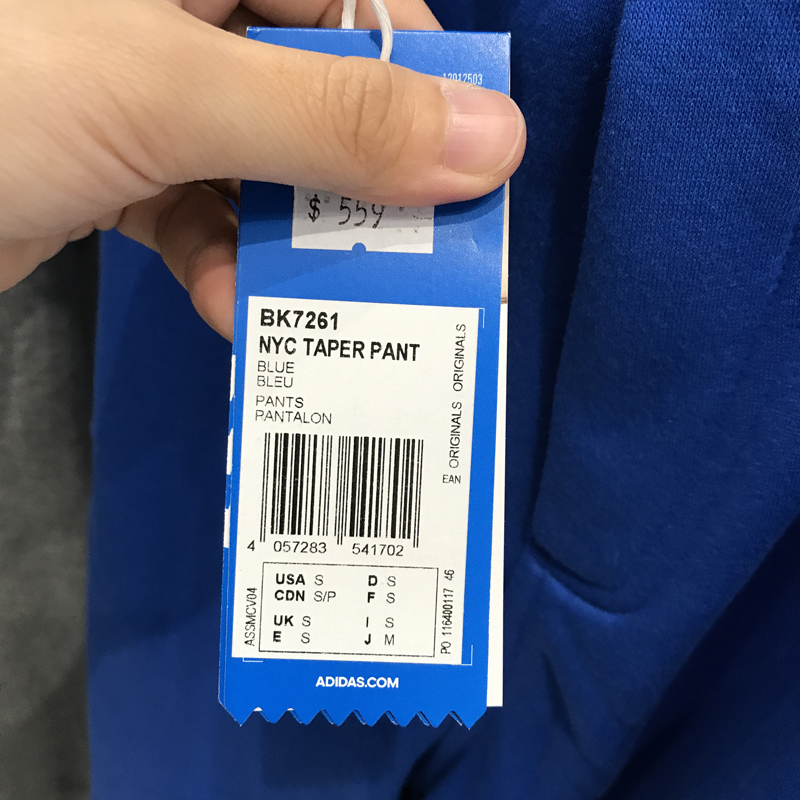 12012503
$ 559
BK7261
NYC TAPER PANT
BLUE
BLEU
PANTS
PANTALON
ORIGINALS ORIGINALS
EAN
4 057283 541702
USA S D S
CDN S/P F S
UK S I S
E S J M
ASSMCV04
PO 116400117 46
ADIDAS.COM